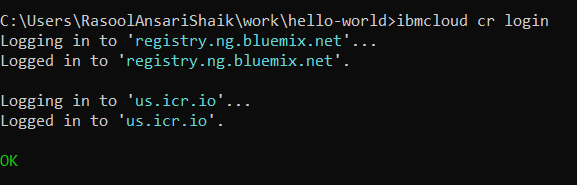 C:\Users\RasoolAnsariShaik\work\hello-world>ibmcloud cr login
Logging in to 'registry.ng.bluemix.net'...
Logged in to 'registry.ng.bluemix.net'.
Logging in to 'us.icr.io'...
Logged in to 'us.icr.io'.
OK